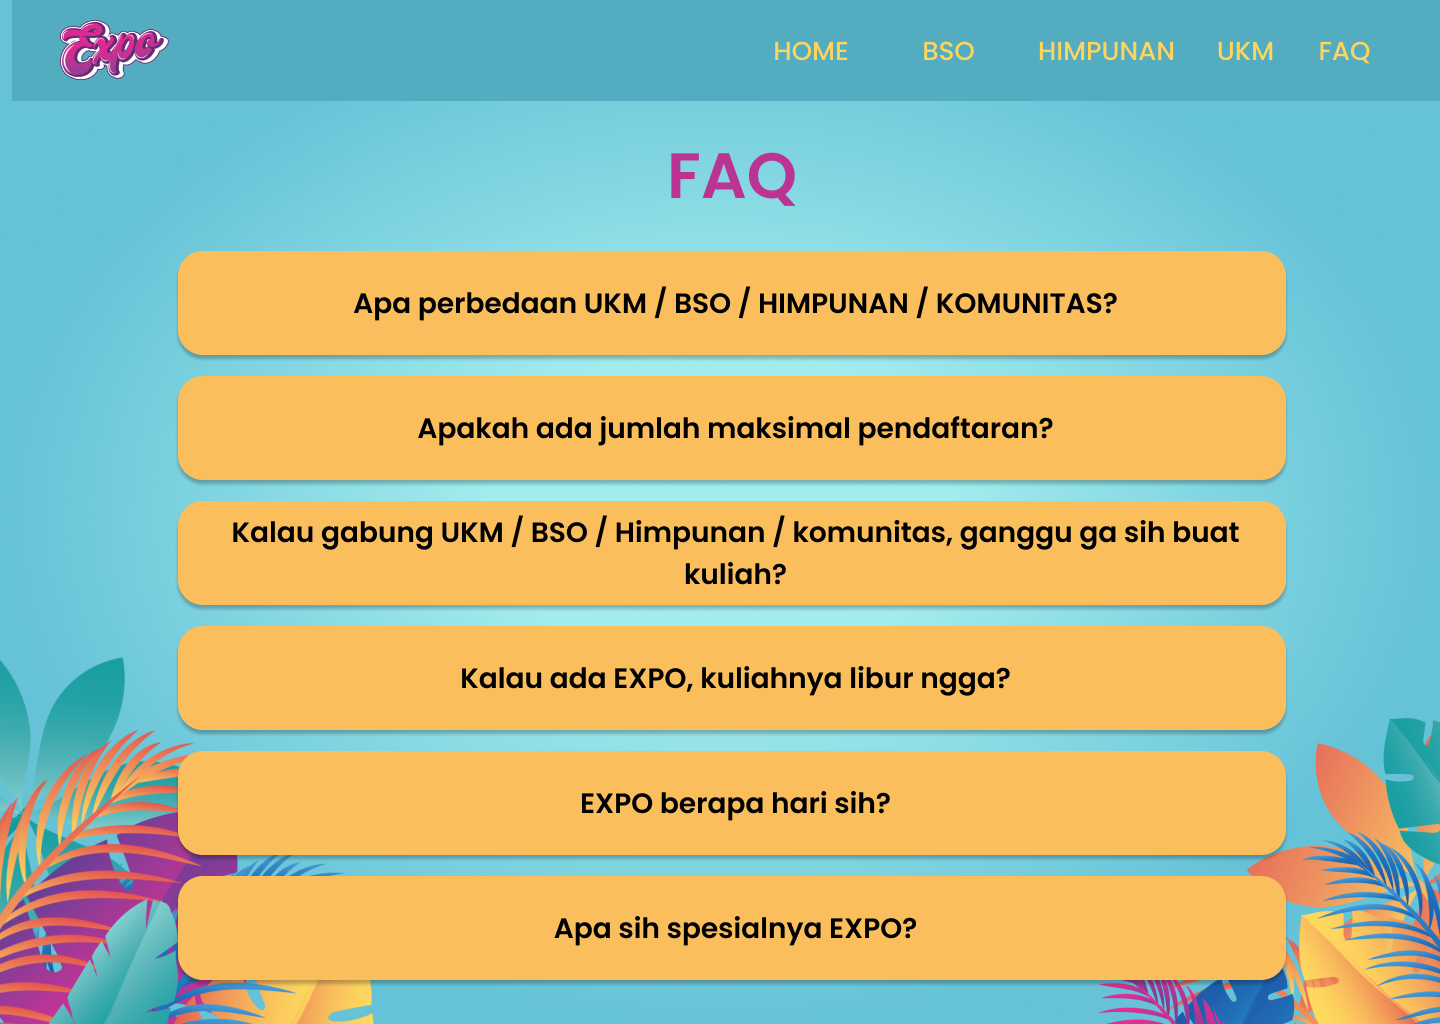 Expo
HOME BSO HIMPUNAN UKM FAQ
FAQ
Apa perbedaan UKM / BSO / HIMPUNAN / KOMUNITAS?
Apakah ada jumlah maksimal pendaftaran?
Kalau gabung UKM / BSO / Himpunan / komunitas, ganggu ga sih buat
kuliah?
Kalau ada EXPO, kuliahnya libur ngga?
EXPO berapa hari sih?
Apa sih spesialnya EXPO?